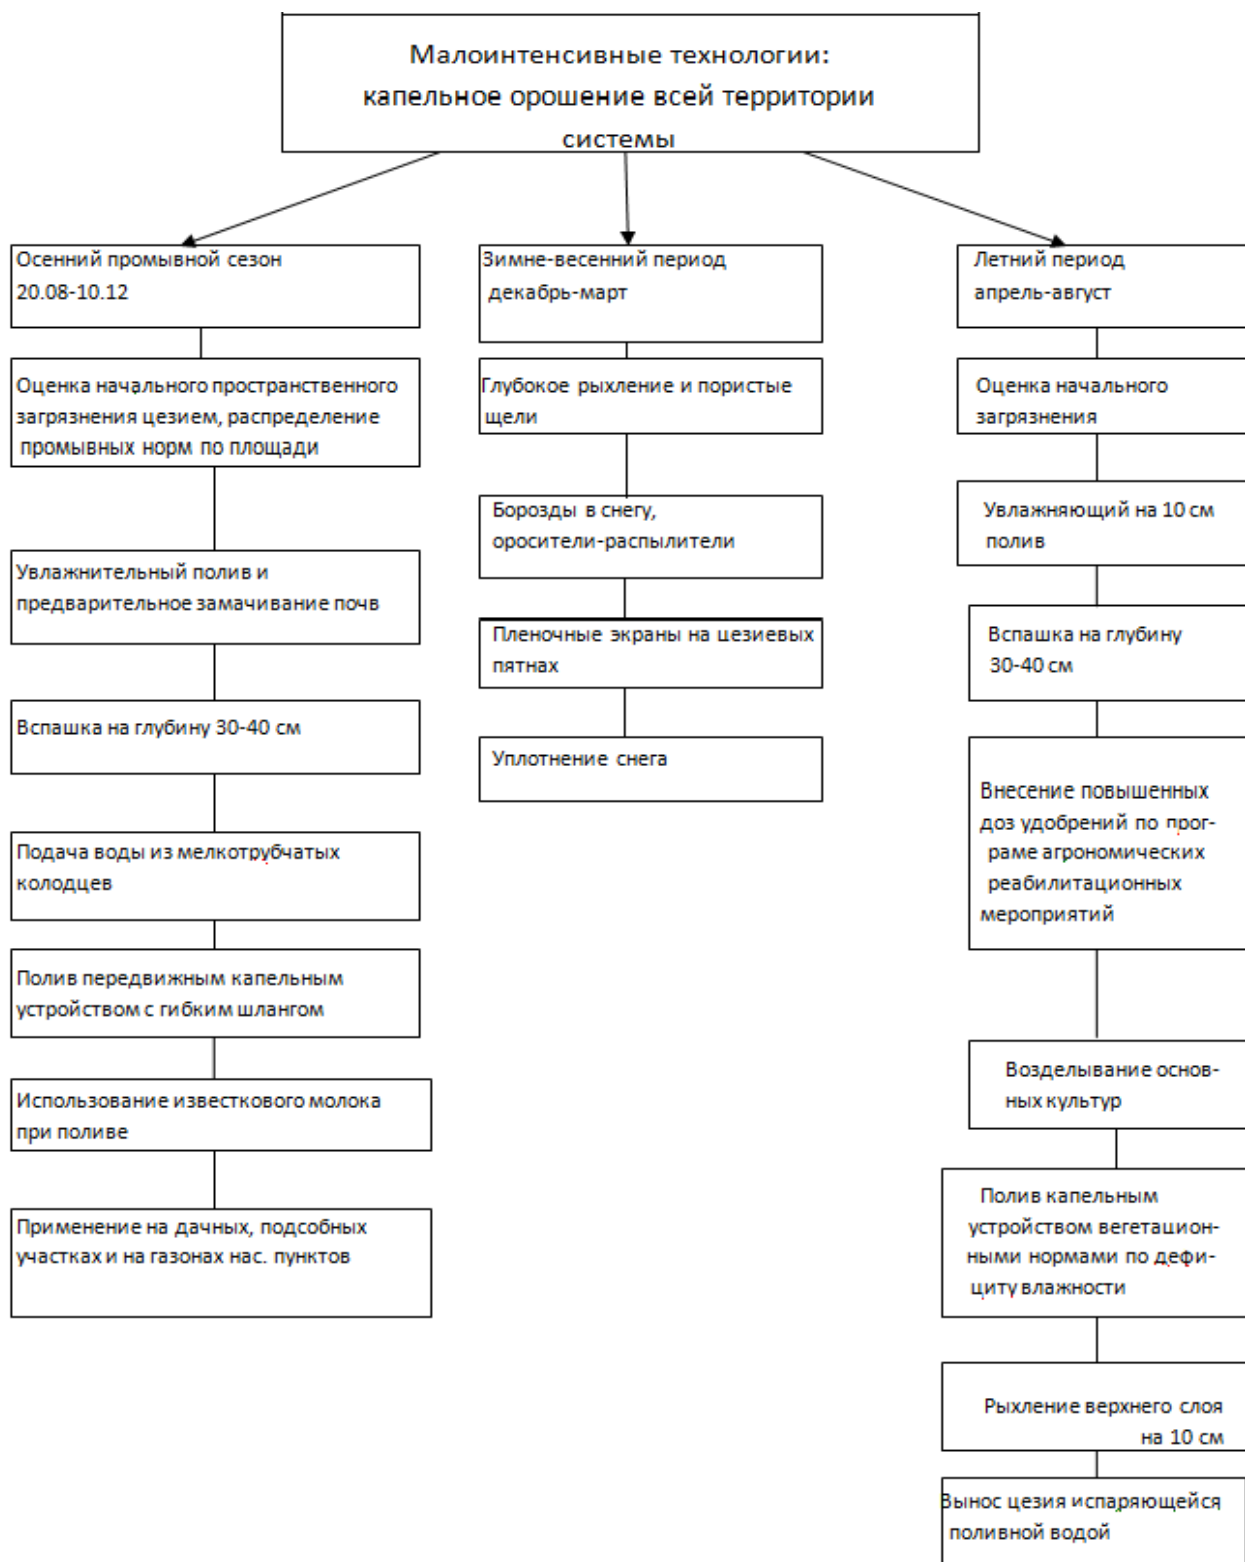 Малоинтенсивные технологии:
капельное орошение всей территории
системы
Осенний промывной сезон
20.08-10.12
Оценка начального пространственного
загрязнения цезием, распределение
промывных норм по площади
Увлажнительный полив и
предварительное замачивание почв
Вспашка на глубину 30-40 см
Подача воды из мелкотрубчатых
колодцев
Полив передвижным капельным
устройством с гибким шлангом
Использование известкового молока
при поливе
Применение на дачных, подсобных
участках и на газонах нас. пунктов
Зимне-весенний период
декабрь-март
Глубокое рыхление и пористые
щели
Борозды в снегу,
оросители-распылители
Пленочные экраны на цезиевых
пятнах
Уплотнение снега
Летний период
апрель-август
Оценка начального
загрязнения
Увлажняющий на 10 см
полив
Вспашка на глубину
30-40 см
Внесение повышенных
доз удобрений по прог-
раме агрономических
реабилитационных
мероприятий
Возделывание основ-
ных культур
Полив капельным
устройством вегетацион-
ными нормами по дефи-
циту влажности
Рыхление верхнего слоя
на 10 см
Вынос цезия испаряющейся
поливной водой